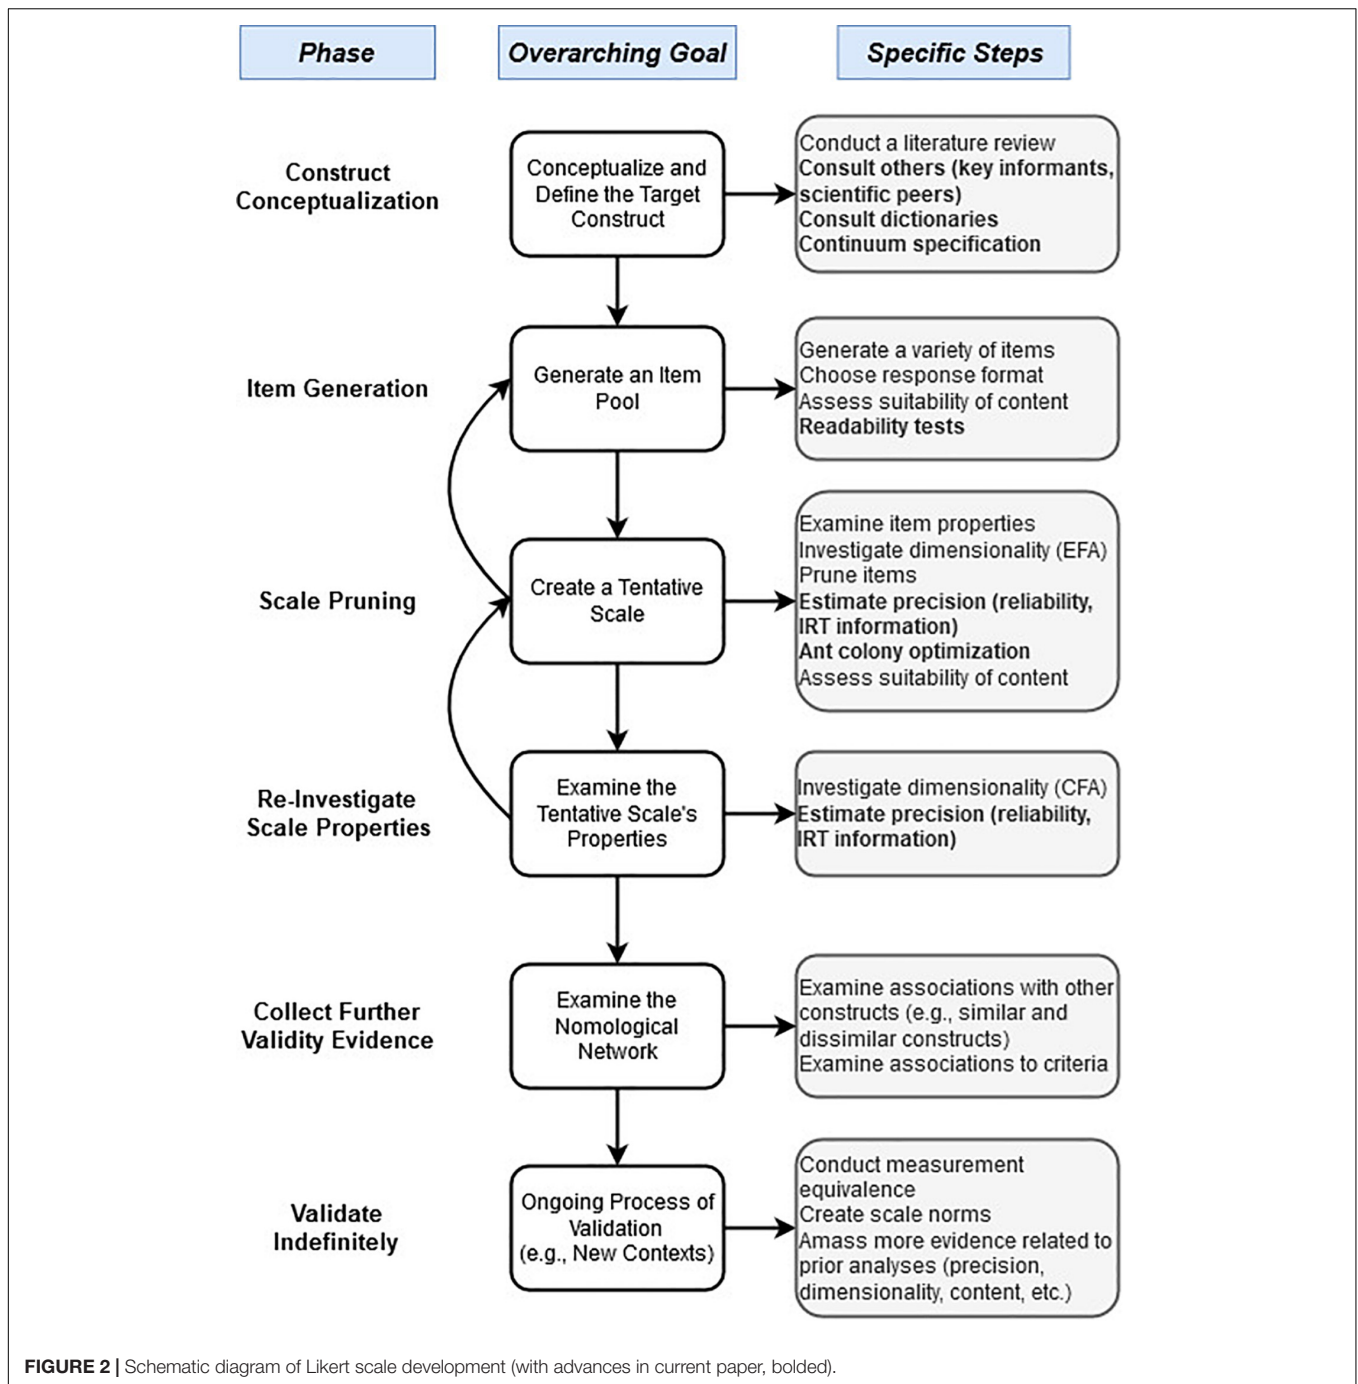 Phase
Overarching Goal
Specific Steps
Construct
Conceptualization
Conceptualize and
Define the Target
Construct
Conduct a literature review
Consult others (key informants,
scientific peers)
Consult dictionaries
Continuum specification
Item Generation
Generate an Item
Pool
Generate a variety of items
Choose response format
Assess suitability of content
Readability tests
Scale Pruning
Create a Tentative
Scale
Examine item properties
Investigate dimensionality (EFA)
Prune items
Estimate precision (reliability,
IRT information)
Ant colony optimization
Assess suitability of content
Re-Investigate
Scale Properties
Examine the
Tentative Scale's
Properties
Investigate dimensionality (CFA)
Estimate precision (reliability,
IRT information)
Collect Further
Validity Evidence
Examine the
Nomological
Network
Examine associations with other
constructs (e.g., similar and
dissimilar constructs)
Examine associations to criteria
Validate
Indefinitely
Ongoing Process of
Validation
(e.g., New Contexts)
Conduct measurement
equivalence
Create scale norms
Amass more evidence related to
prior analyses (precision,
dimensionality, content, etc.)
FIGURE 2 | Schematic diagram of Likert scale development (with advances in current paper, bolded).